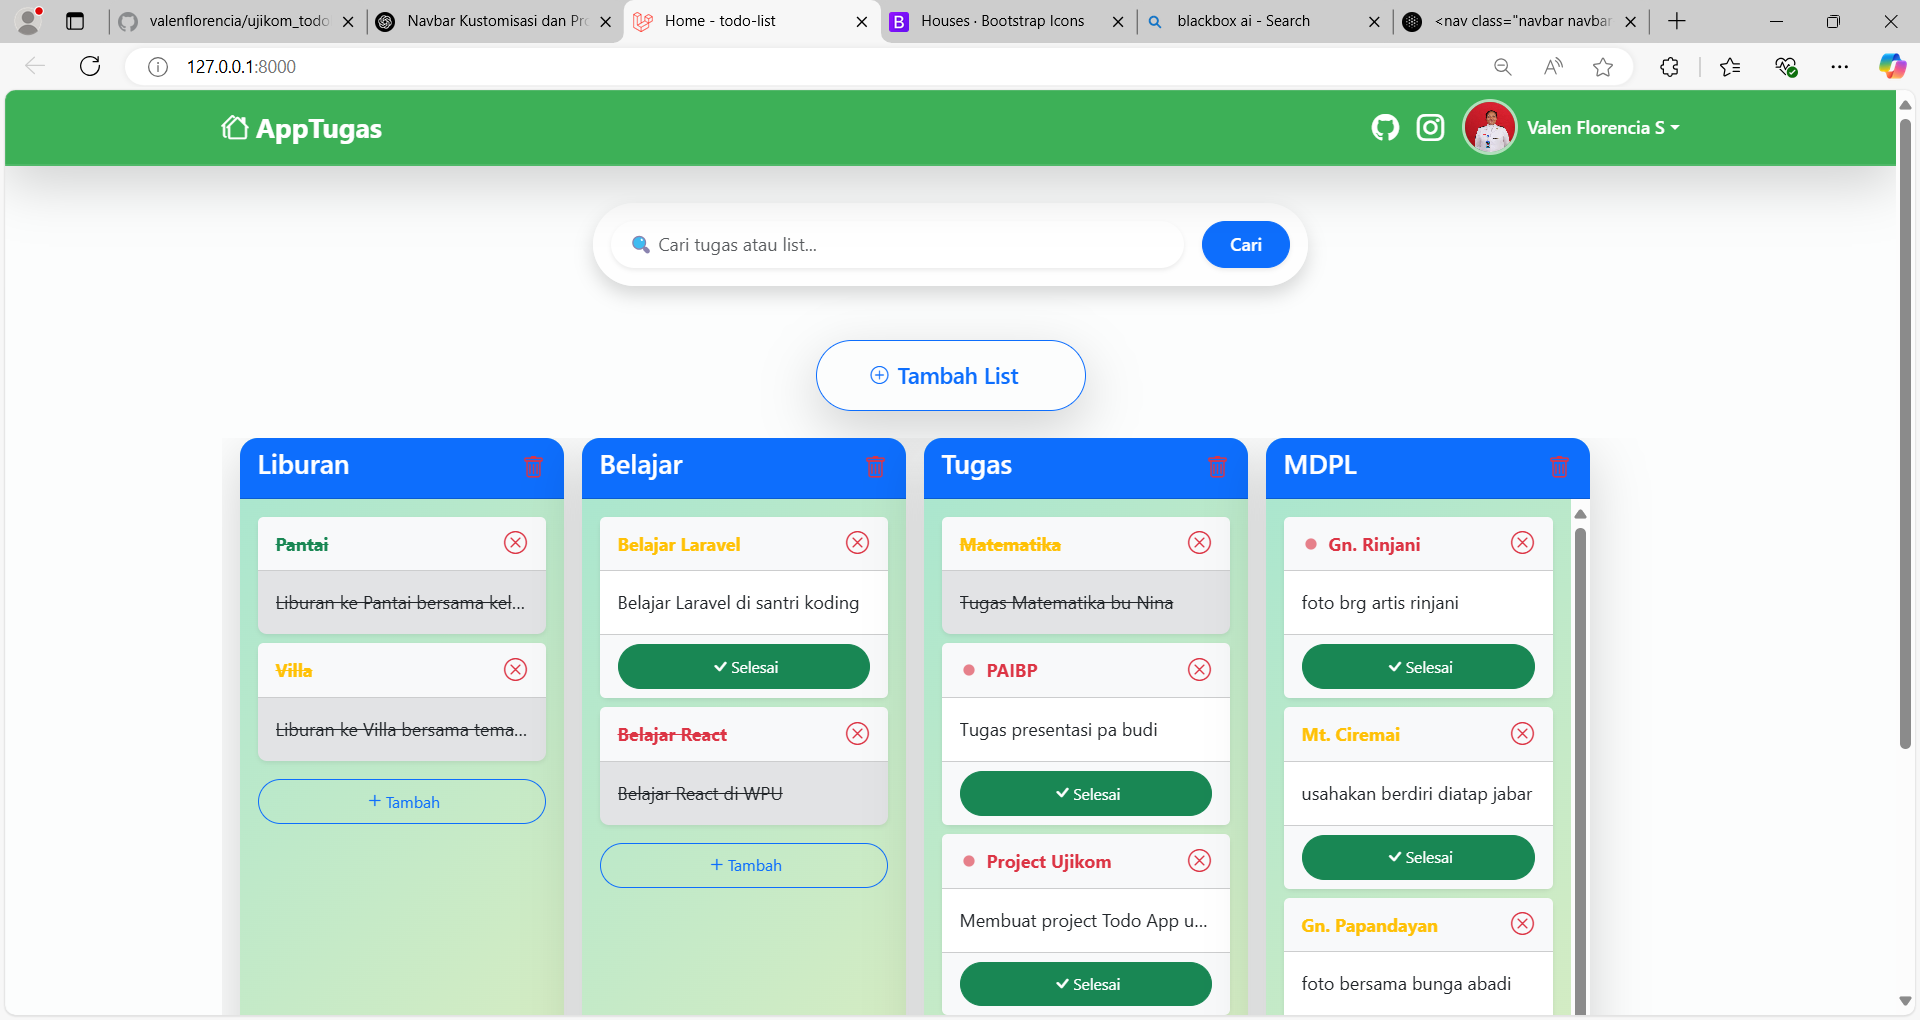 valenflorencia/ujikom_todo
Navbar Kustomisasi dan Pr
Home - todo-list
Houses · Bootstrap Icons
blackbox ai - Search
<nav class="navbar navbar
127.0.0.1:8000
AppTugas
Valen Florencia S
Cari tugas atau list...
Cari
Tambah List
Liburan
Pantai
Liburan ke Pantai bersama kel...
Villa
Liburan ke Villa bersama tema...
+ Tambah
Belajar
Belajar Laravel
Belajar Laravel di santri koding
Selesai
Belajar React
Belajar React di WPU
+ Tambah
Tugas
Matematika
Tugas Matematika bu Nina
PAIBP
Tugas presentasi pa budi
Selesai
Project Ujikom
Membuat project Todo App u...
Selesai
MDPL
Gn. Rinjani
foto brg artis rinjani
Selesai
Mt. Ciremai
usahakan berdiri diatap jabar
Selesai
Gn. Papandayan
foto bersama bunga abadi